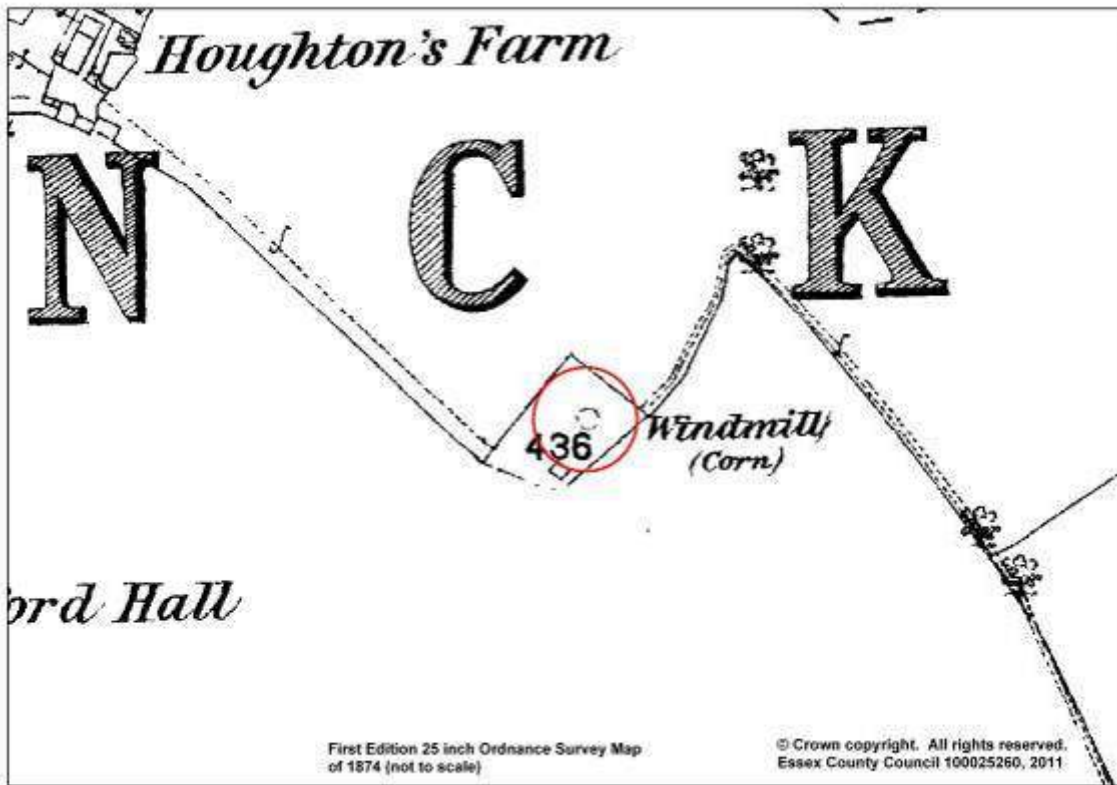 Houghton's Farm
N C K
436
Windmill
(Corn)
ord Hall
First Edition 25 inch Ordnance Survey Map
of 1874 (not to scale)
© Crown copyright. All rights reserved.
Essex County Council 100025260, 2011